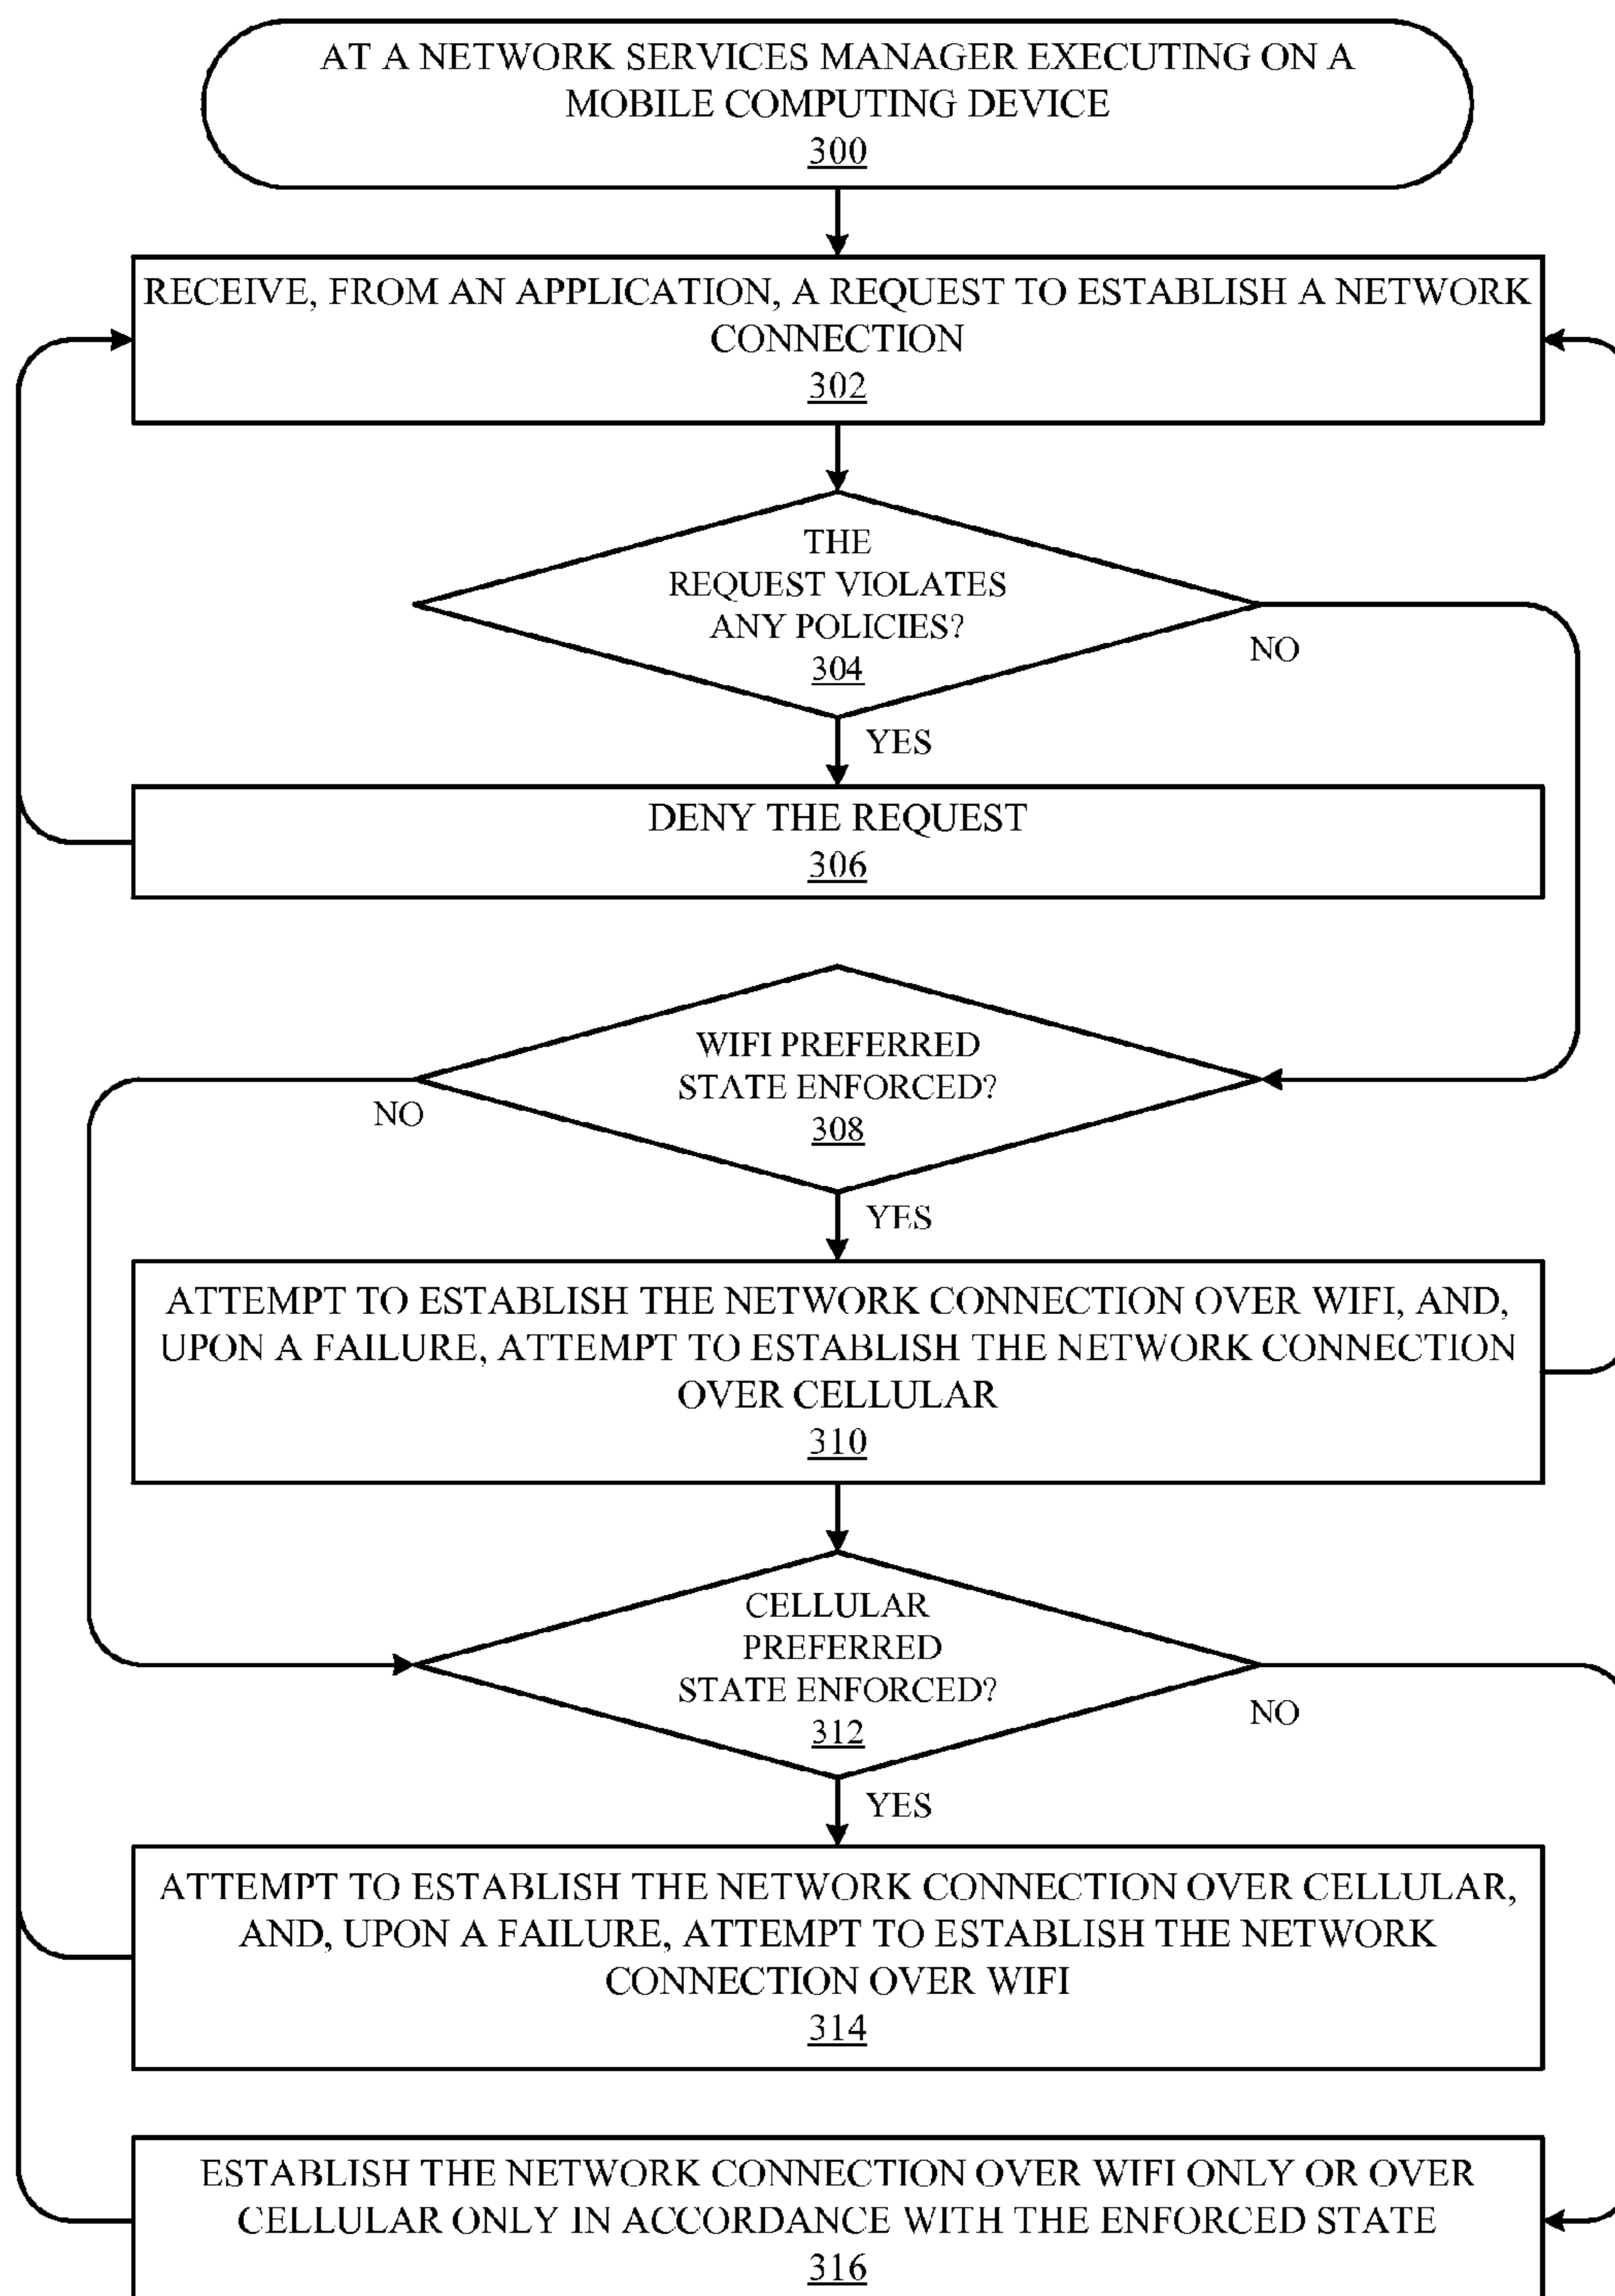 AT A NETWORK SERVICES MANAGER EXECUTING ON A
MOBILE COMPUTING DEVICE
300
RECEIVE, FROM AN APPLICATION, A REQUEST TO ESTABLISH A NETWORK
CONNECTION
302
THE
REQUEST VIOLATES
ANY POLICIES?
304
NO
YES
DENY THE REQUEST
306
WIFI PREFERRED
STATE ENFORCED?
308
NO
YES
ATTEMPT TO ESTABLISH THE NETWORK CONNECTION OVER WIFI, AND,
UPON A FAILURE, ATTEMPT TO ESTABLISH THE NETWORK CONNECTION
OVER CELLULAR
310
CELLULAR
PREFERRED
STATE ENFORCED?
312
NO
YES
ATTEMPT TO ESTABLISH THE NETWORK CONNECTION OVER CELLULAR,
AND, UPON A FAILURE, ATTEMPT TO ESTABLISH THE NETWORK
CONNECTION OVER WIFI
314
ESTABLISH THE NETWORK CONNECTION OVER WIFI ONLY OR OVER
CELLULAR ONLY IN ACCORDANCE WITH THE ENFORCED STATE
316